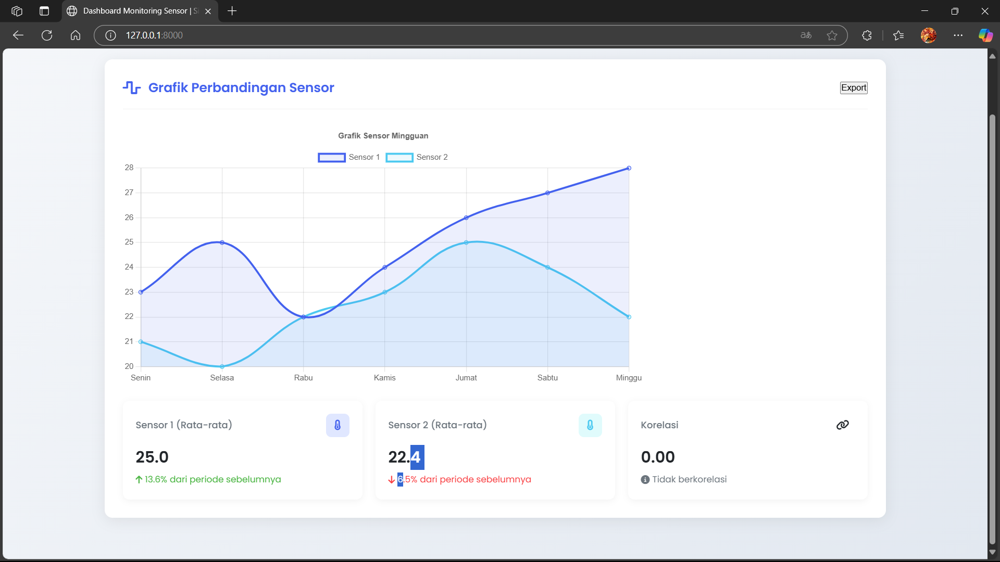 Dashboard Monitoring Sensor | S
127.0.0.1:8000
aあ
Grafik Perbandingan Sensor
Export
Grafik Sensor Mingguan
Sensor 1
Sensor 2
28
27
26
25
24
23
22
21
20
Senin
Selasa
Rabu
Kamis
Jumat
Sabtu
Minggu
Sensor 1 (Rata-rata)
25.0
13.6% dari periode sebelumnya
Sensor 2 (Rata-rata)
22.4
6.5% dari periode sebelumnya
Korelasi
0.00
Tidak berkorelasi